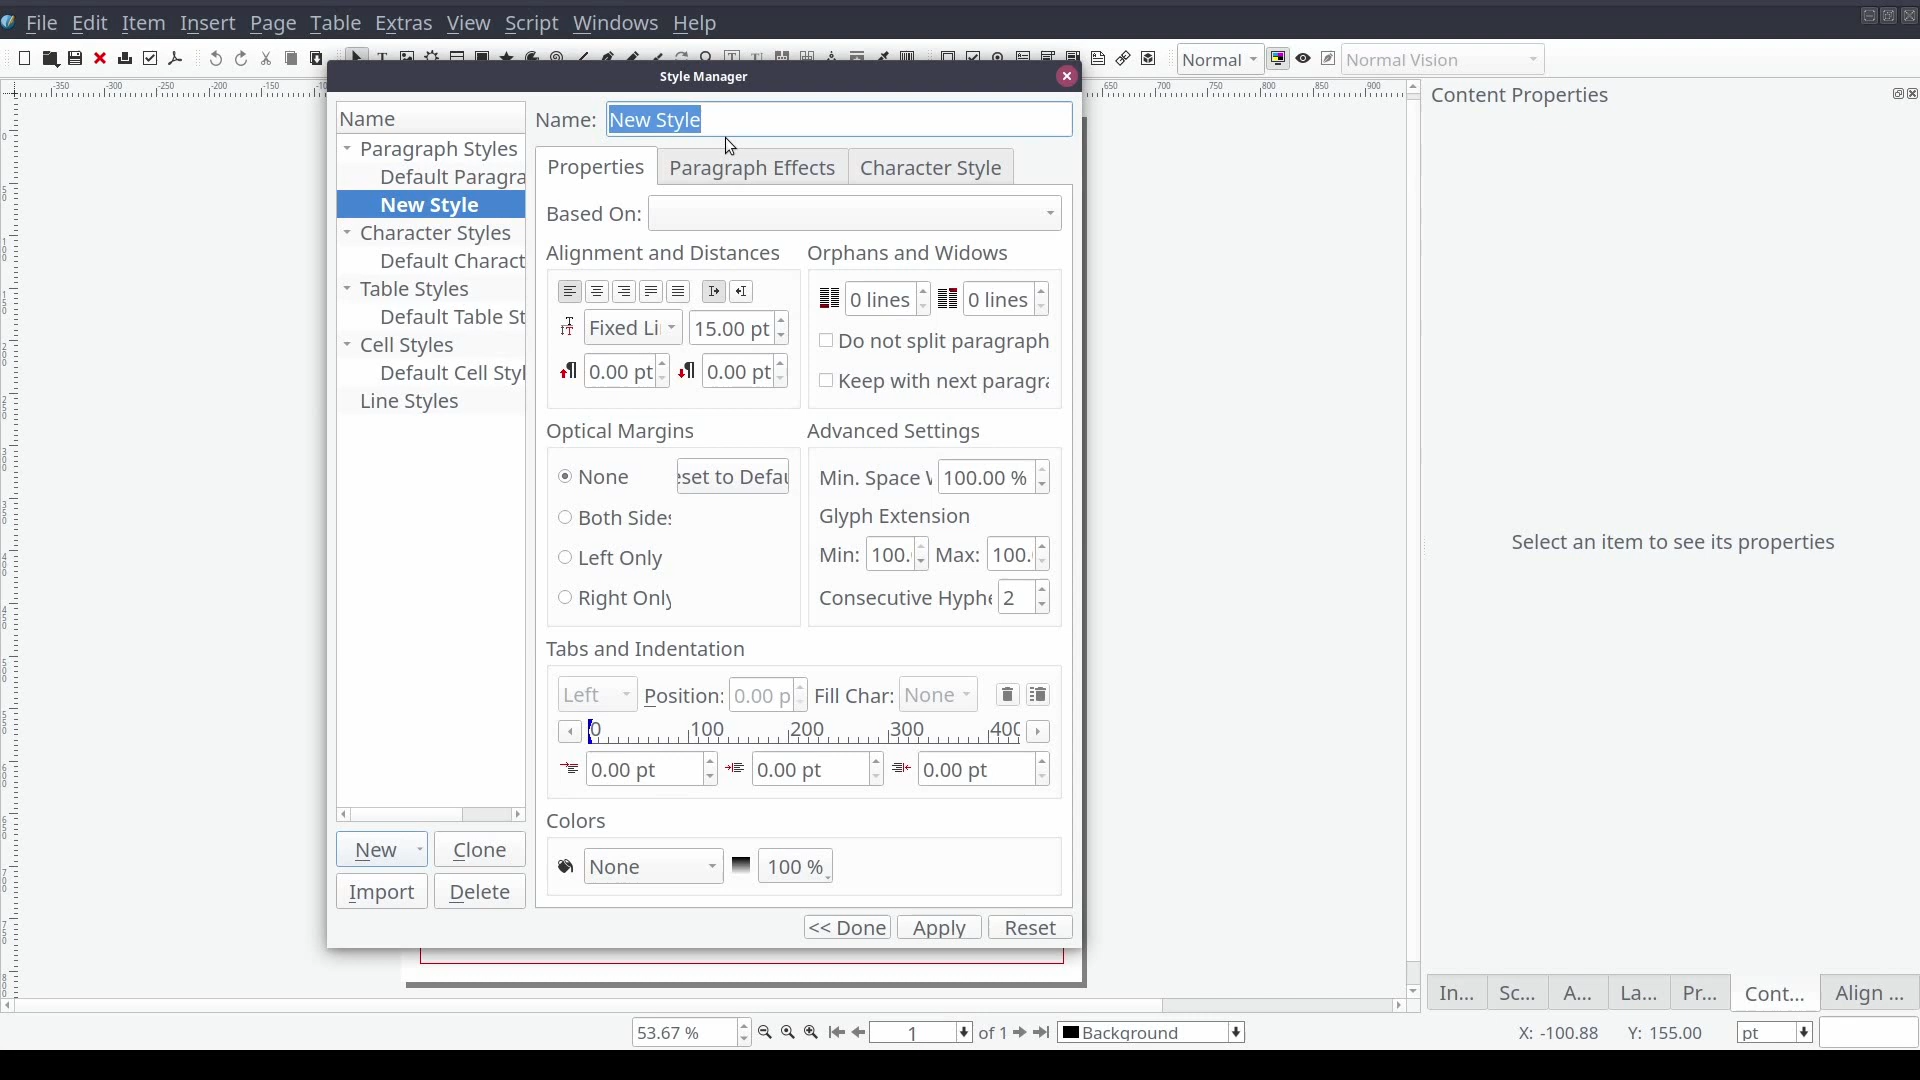 File Edit Item Insert Page Table Extras View Script Windows Help
Normal
Normal Vision
Style Manager
Content Properties
Name
Paragraph Styles
Default Paragra
New Style
Character Styles
Default Charact
Table Styles
Default Table St
Cell Styles
Default Cell Styl
Line Styles
New Clone
Import Delete
Name: New Style
Properties Paragraph Effects Character Style
Based On:
Alignment and Distances
Fixed Li 15.00 pt
0.00 pt 0.00 pt
Orphans and Widows
0 lines 0 lines
Do not split paragraph
Keep with next paragra
Optical Margins
None
Both Sides
Left Only
Right Only
eset to Defau
Advanced Settings
Min. Space W 100.00 %
Glyph Extension
Min: 100. Max: 100.
Consecutive Hyphe 2
Tabs and Indentation
Left Position: 0.00 p Fill Char: None
0 100 200 300 400
0.00 pt 0.00 pt 0.00 pt
Colors
None 100 %
<< Done Apply Reset
Select an item to see its properties
In... Sc... A... La... Pr... Cont... Align ...
53.67 % 1 of 1 Background X: -100.88 Y: 155.00 pt